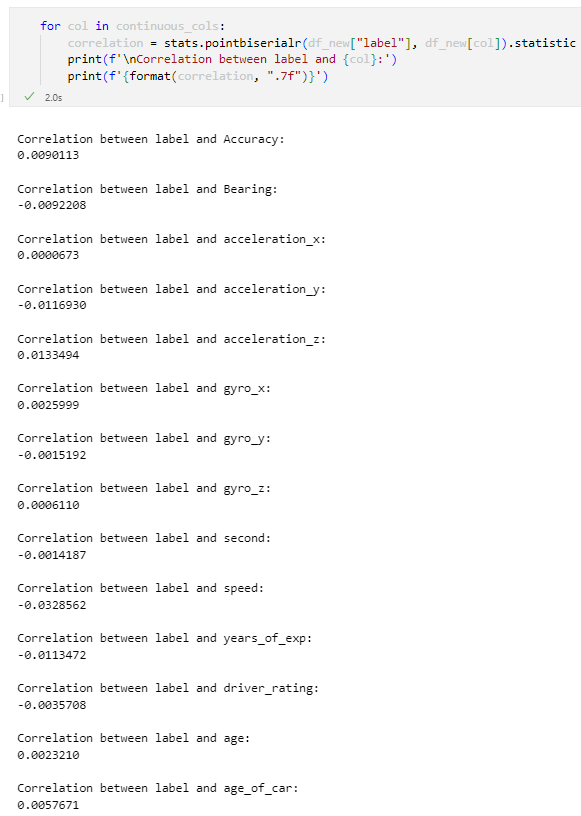 for col in continuous_cols:
correlation = stats.pointbiserialr(df_new["label"], df_new[col]).statistic
print(f'\nCorrelation between label and {col}:')
print(f'{format(correlation, ".7f")}')
] ✓ 2.0s
Correlation between label and Accuracy:
0.0090113
Correlation between label and Bearing:
-0.0092208
Correlation between label and acceleration_x:
0.0000673
Correlation between label and acceleration_y:
-0.0116930
Correlation between label and acceleration_z:
0.0133494
Correlation between label and gyro_x:
0.0025999
Correlation between label and gyro_y:
-0.0015192
Correlation between label and gyro_z:
0.0006110
Correlation between label and second:
-0.0014187
Correlation between label and speed:
-0.0328562
Correlation between label and years_of_exp:
-0.0113472
Correlation between label and driver_rating:
-0.0035708
Correlation between label and age:
0.0023210
Correlation between label and age_of_car:
0.0057671